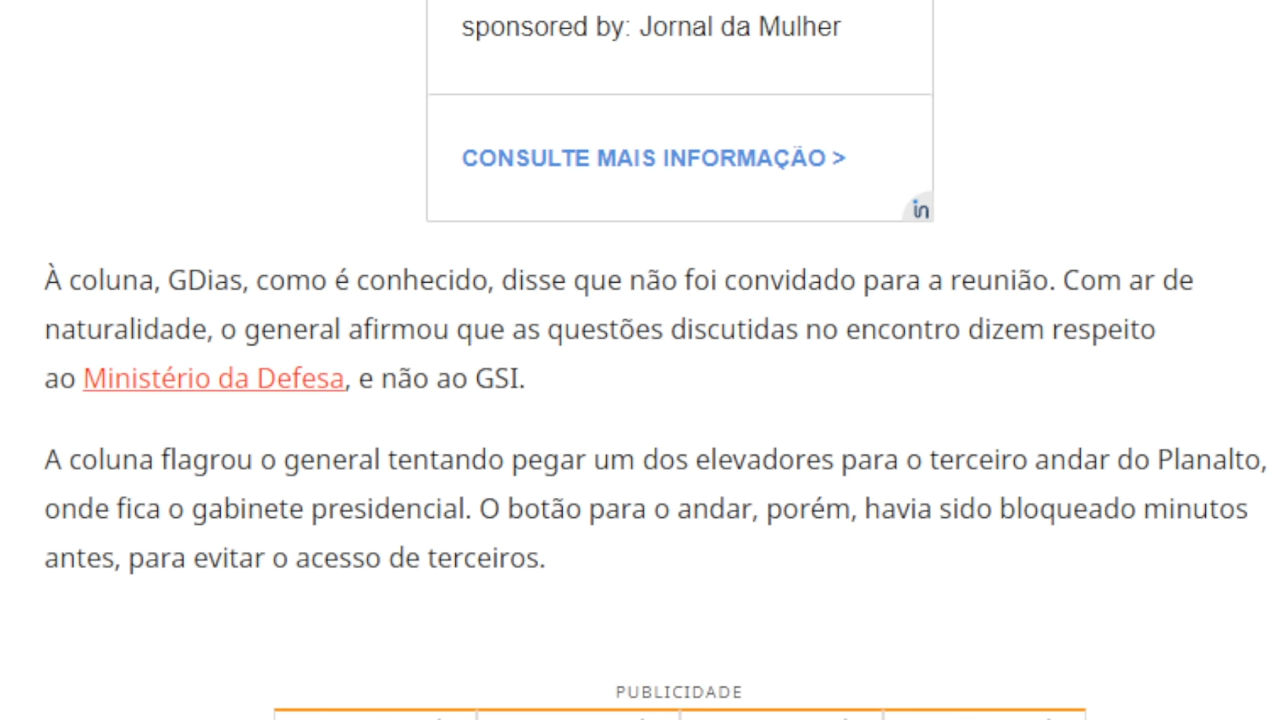 sponsored by: Jornal da Mulher
CONSULTE MAIS INFORMAÇÃO >
in
À coluna, GDias, como é conhecido, disse que não foi convidado para a reunião. Com ar de
naturalidade, o general afirmou que as questões discutidas no encontro dizem respeito
ao Ministério da Defesa, e não ao GSI.
A coluna flagrou o general tentando pegar um dos elevadores para o terceiro andar do Planalto,
onde fica o gabinete presidencial. O botão para o andar, porém, havia sido bloqueado minutos
antes, para evitar o acesso de terceiros.
PUBLICIDADE